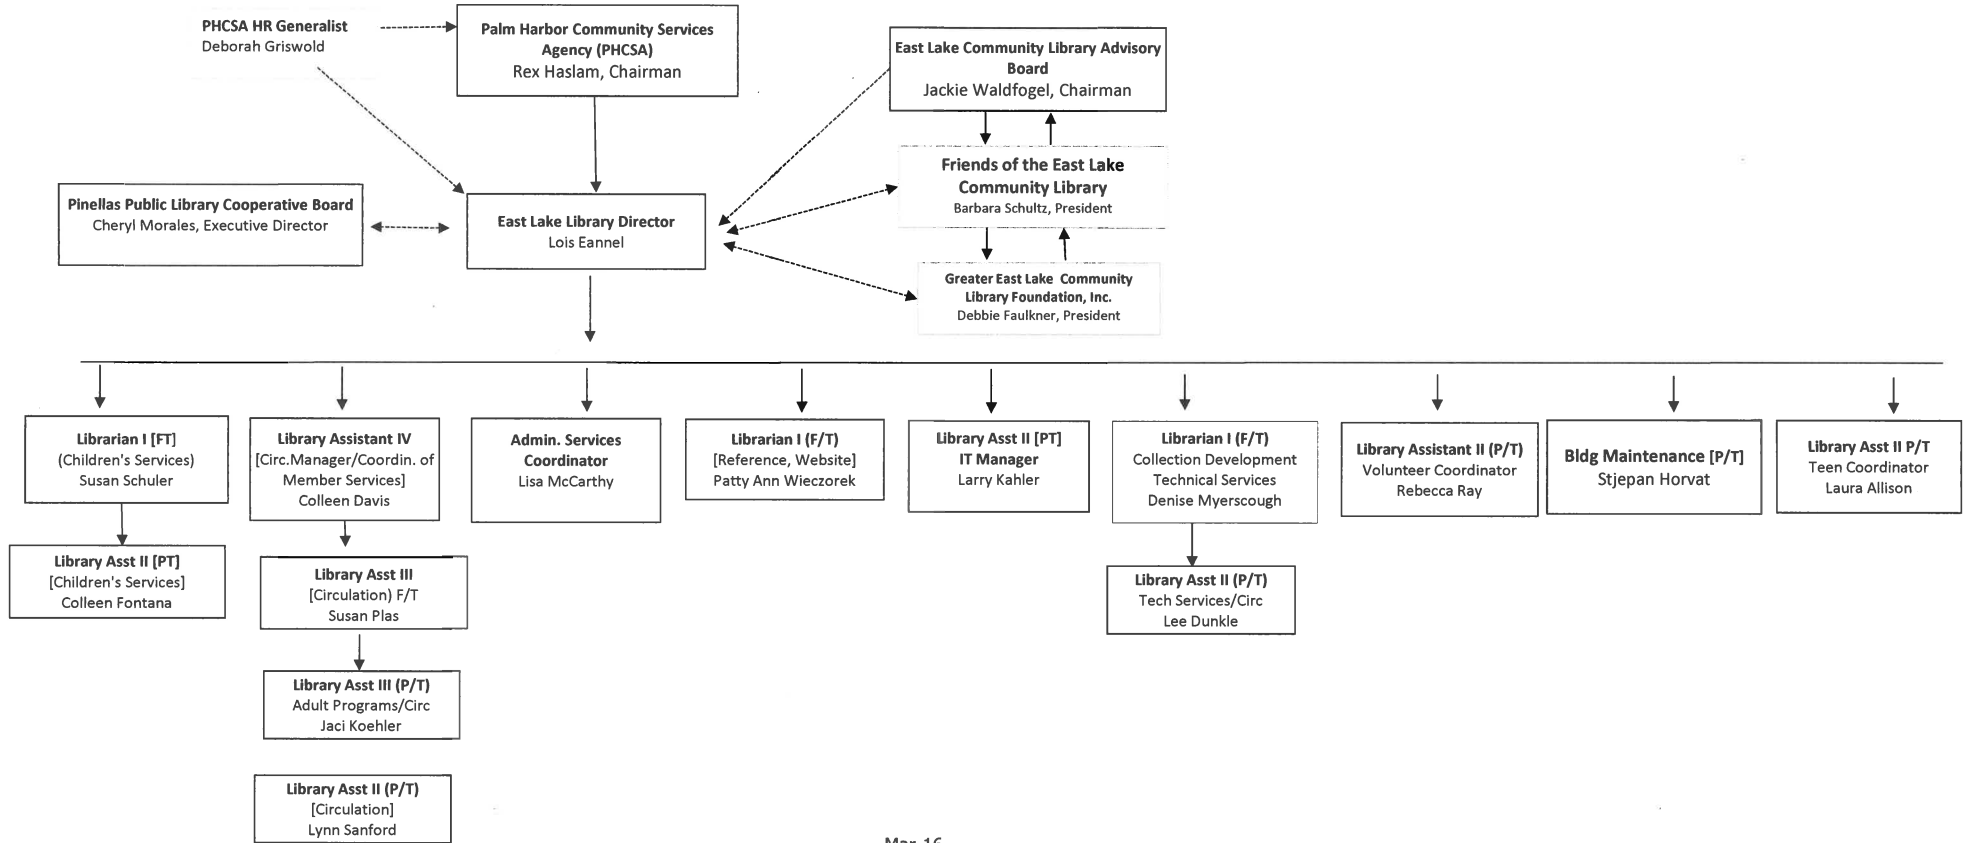 PHCSA HR Generalist
Deborah Griswold
Palm Harbor Community Services
Agency (PHCSA)
Rex Haslam, Chairman
East Lake Community Library Advisory
Board
Jackie Waldfogel, Chairman
Friends of the East Lake
Community Library
Barbara Schultz, President
Pinellas Public Library Cooperative Board
Cheryl Morales, Executive Director
East Lake Library Director
Lois Eannel
Greater East Lake Community
Library Foundation, Inc.
Debbie Faulkner, President
Librarian I [FT]
(Children's Services)
Susan Schuler
Library Assistant IV
[Circ.Manager/Coordin. of
Member Services]
Colleen Davis
Admin. Services
Coordinator
Lisa McCarthy
Librarian I (F/T)
[Reference, Website]
Patty Ann Wieczorek
Library Asst II [PT]
IT Manager
Larry Kahler
Librarian I (F/T)
Collection Development
Technical Services
Denise Myerscough
Library Assistant II (P/T)
Volunteer Coordinator
Rebecca Ray
Bldg Maintenance [P/T]
Stjepan Horvat
Library Asst II P/T
Teen Coordinator
Laura Allison
Library Asst II [PT]
[Children's Services]
Colleen Fontana
Library Asst III
[Circulation) F/T
Susan Plas
Library Asst II (P/T)
Tech Services/Circ
Lee Dunkle
Library Asst III (P/T)
Adult Programs/Circ
Jaci Koehler
Library Asst II (P/T)
[Circulation]
Lynn Sanford
Mar-16